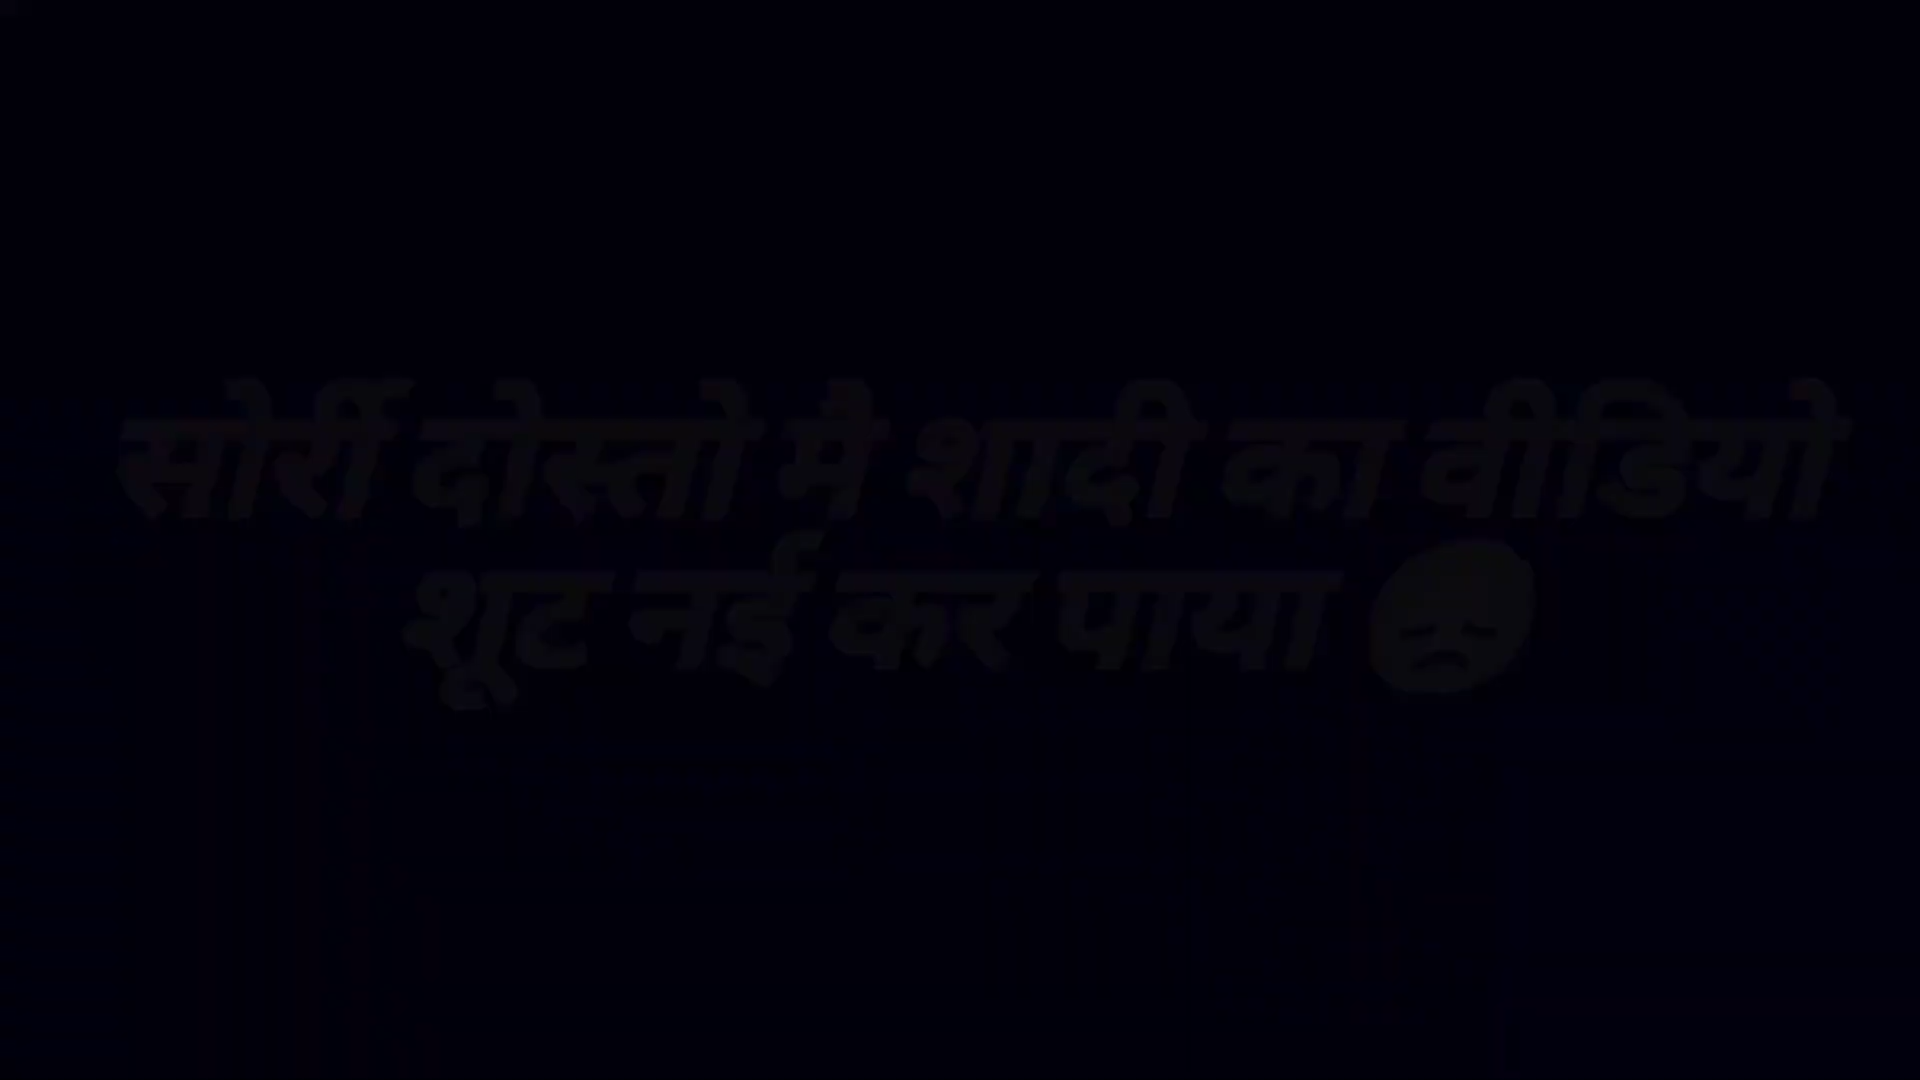 सोर्री दोस्तो मै शादी का वीडियो
शूट नई कर पाया 😞